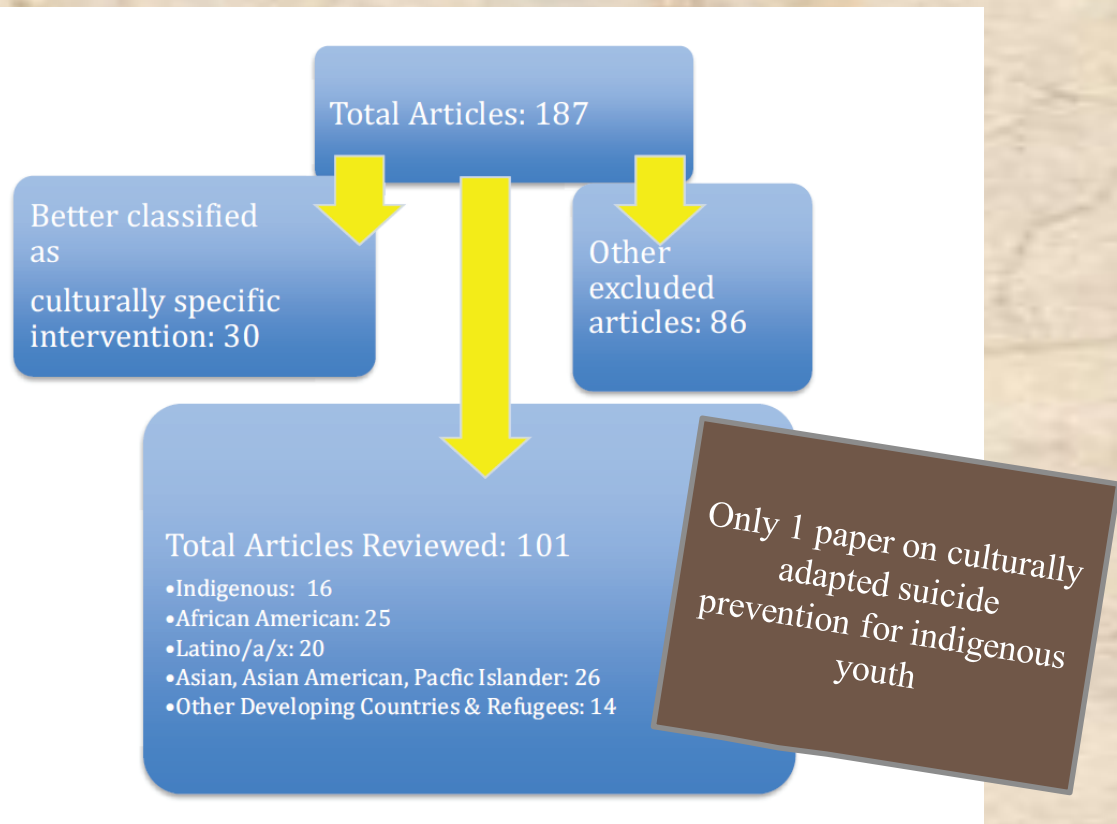 Total Articles: 187
Better classified
as
culturally specific
intervention: 30
Other
excluded
articles: 86
Total Articles Reviewed: 101
•Indigenous: 16
•African American: 25
•Latino/a/x: 20
•Asian, Asian American, Pacfic Islander: 26
•Other Developing Countries & Refugees: 14
Only 1 paper on culturally
adapted suicide
prevention for indigenous
youth